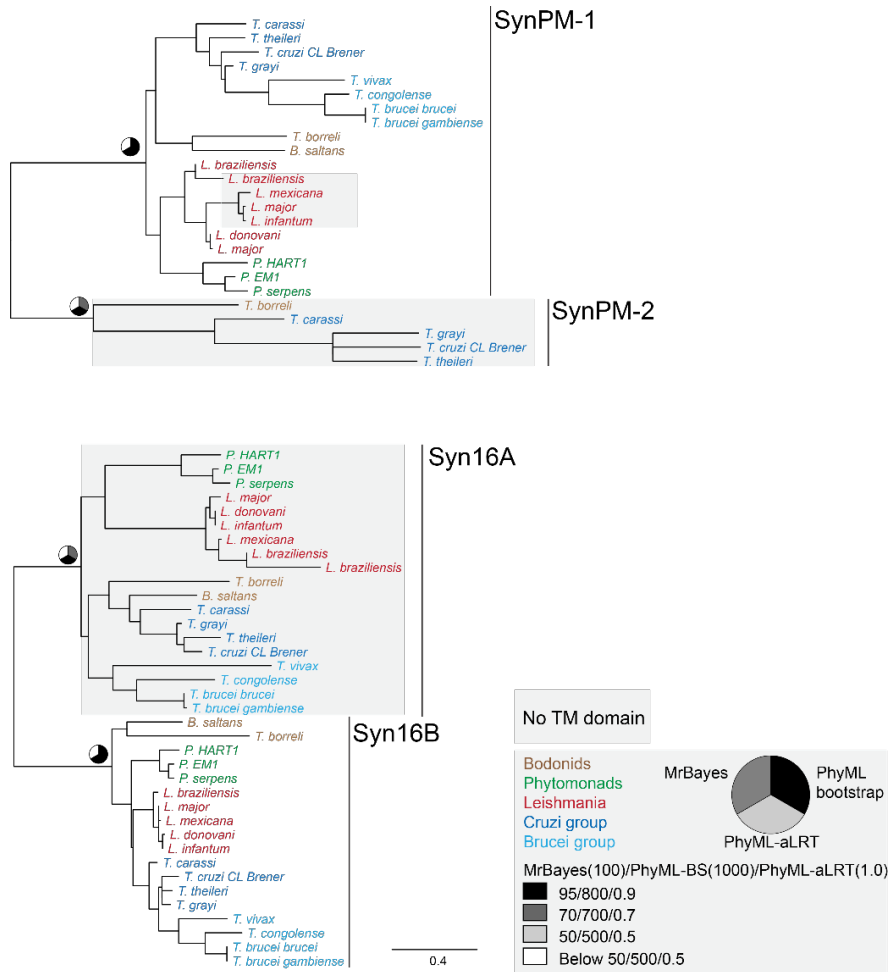 SynPM-1
T. carassi
T. theileri
T. cruzi CL Brener
T. grayi
T. vivax
T. congolense
T. brucei brucei
T. brucei gambiense
T. borreli
B. saltans
L. braziliensis
L. braziliensis
L. mexicana
L. major
L. infantum
L. donovani
L. major
P. HART1
P. EM1
P. serpens
SynPM-2
T. borreli
T. carassi
T. grayi
T. cruzi CL Brener
T. theileri
Syn16A
P. HART1
P. EM1
P. serpens
L. major
L. donovani
L. infantum
L. mexicana
L. braziliensis
L. braziliensis
T. borreli
B. saltans
T. carassi
T. grayi
T. theileri
T. cruzi CL Brener
T. vivax
T. congolense
T. brucei brucei
T. brucei gambiense
Syn16B
B. saltans
T. borreli
P. HART1
P. EM1
P. serpens
L. braziliensis
L. major
L. mexicana
L. donovani
L. infantum
T. carassi
T. cruzi CL Brener
T. theileri
T. grayi
T. vivax
T. congolense
T. brucei brucei
T. brucei gambiense
0.4
No TM domain
Bodonids
Phytomonads
Leishmania
Cruzi group
Brucei group
MrBayes
PhyML
bootstrap
PhyML-aLRT
MrBayes(100)/PhyML-BS(1000)/PhyML-aLRT(1.0)
95/800/0.9
70/700/0.7
50/500/0.5
Below 50/500/0.5